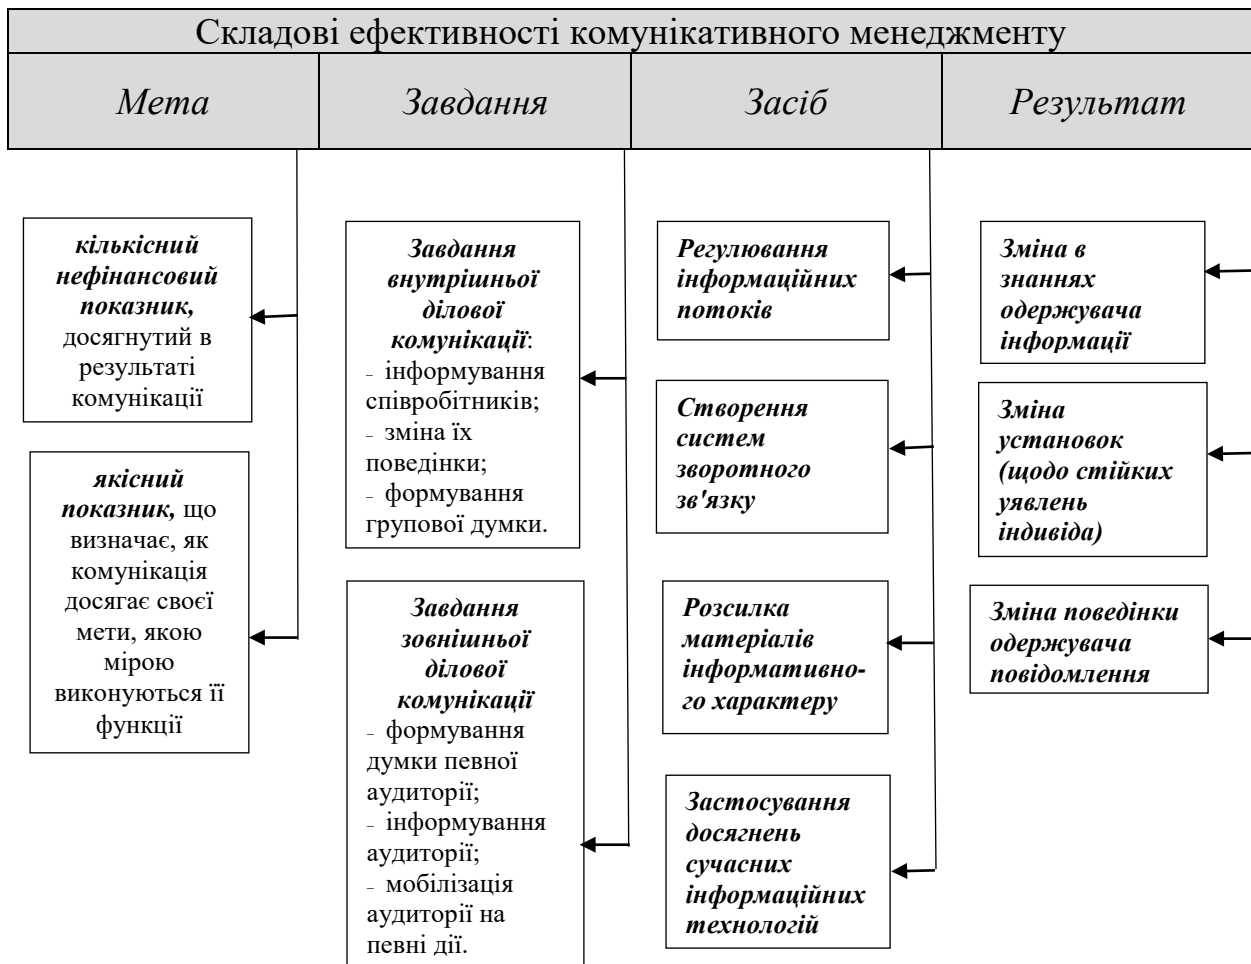 Складові ефективності комунікативного менеджменту
Мета
Завдання
Засіб
Результат
кількісний
нефінансовий
показник,
досягнутий в
результаті
комунікації
якісний
показник, що
визначає, як
комунікація
досягає своєї
мети, якою
мірою
виконуються її
функції
Завдання
внутрішньої
ділової
комунікації:
- інформування
співробітників;
- зміна їх
поведінки;
- формування
групової думки.
Завдання
зовнішньої
ділової
комунікації
- формування
думки певної
аудиторії;
- інформування
аудиторії;
- мобілізація
аудиторії на
певні дії.
Регулювання
інформаційних
потоків
Створення
систем
зворотного
зв'язку
Розсилка
матеріалів
інформативно-
го характеру
Застосування
досягнень
сучасних
інформаційних
технологій
Зміна в
знаннях
одержувача
інформації
Зміна
установок
(щодо стійких
уявлень
індивіда)
Зміна поведінки
одержувача
повідомлення